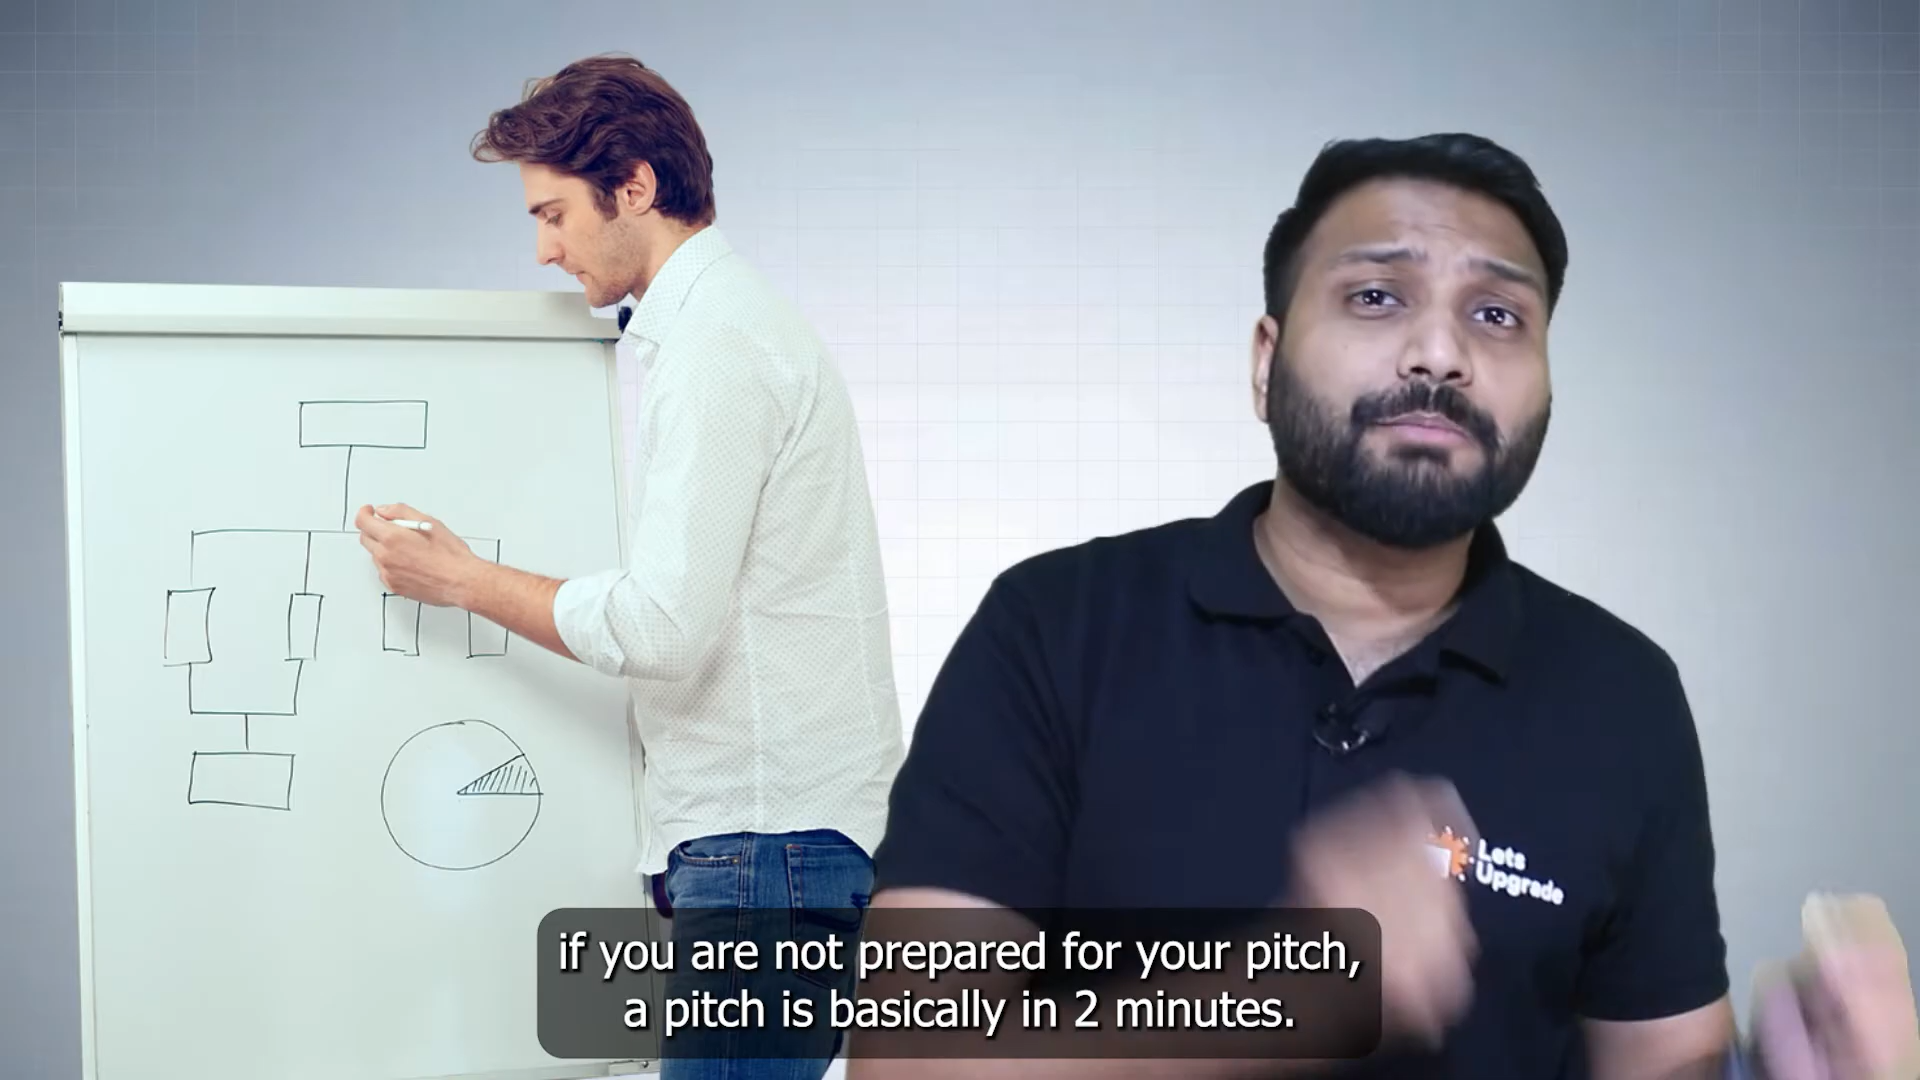 Lets
Upgrade
if you are not prepared for your pitch,
a pitch is basically in 2 minutes.